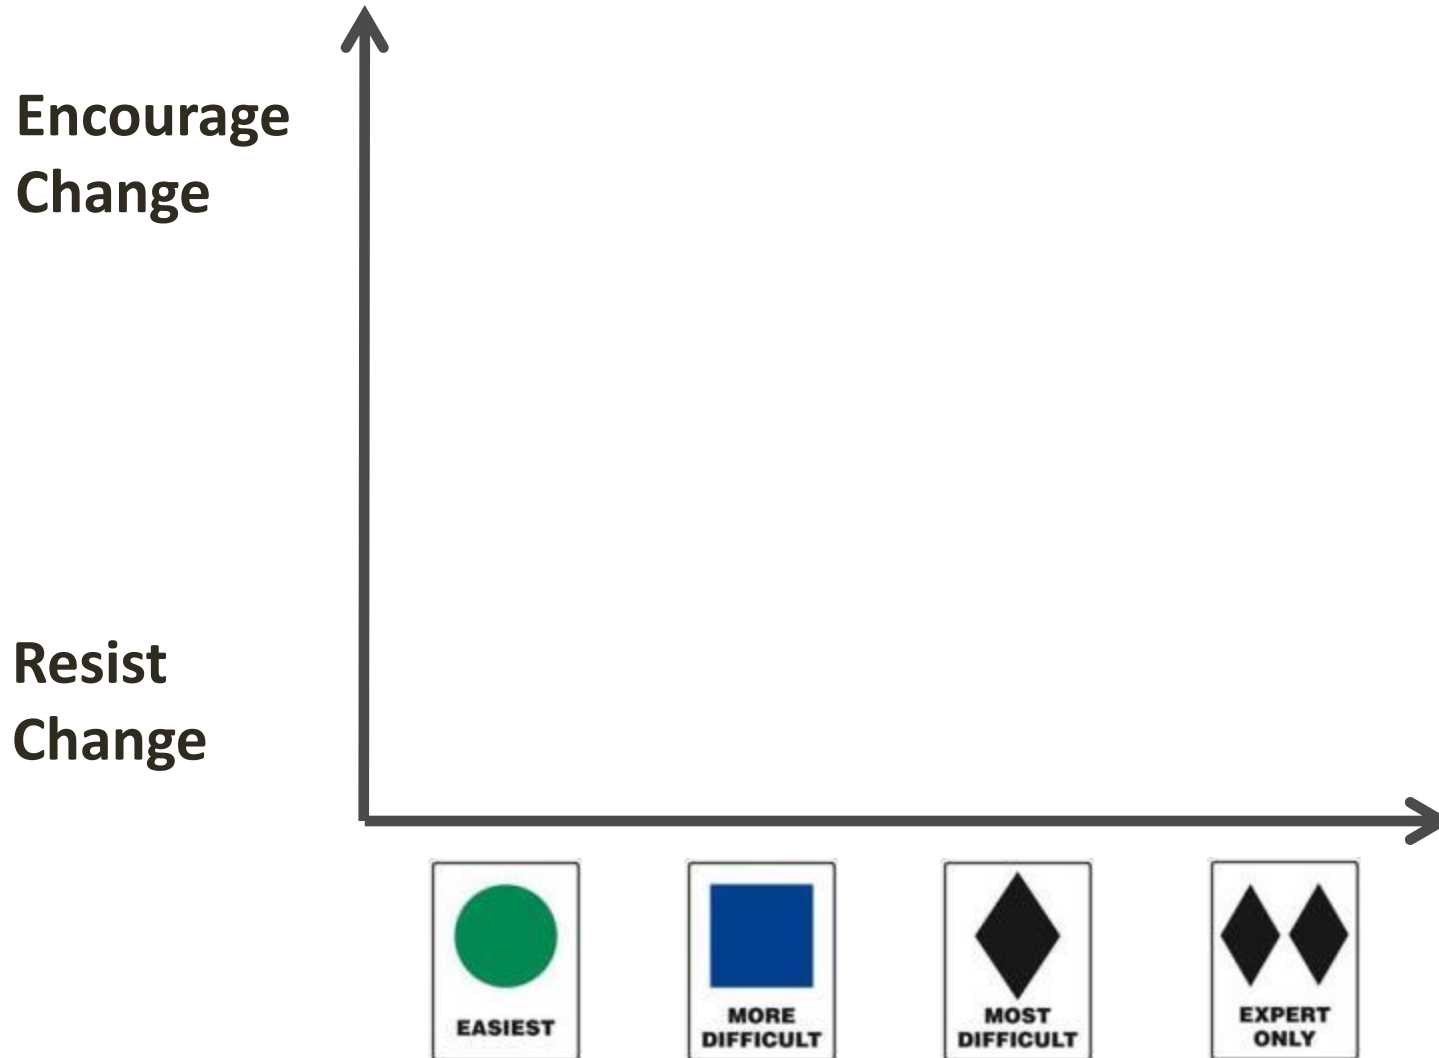 Encourage
Change
Resist
Change
EASIEST
MORE
DIFFICULT
MOST
DIFFICULT
EXPERT
ONLY